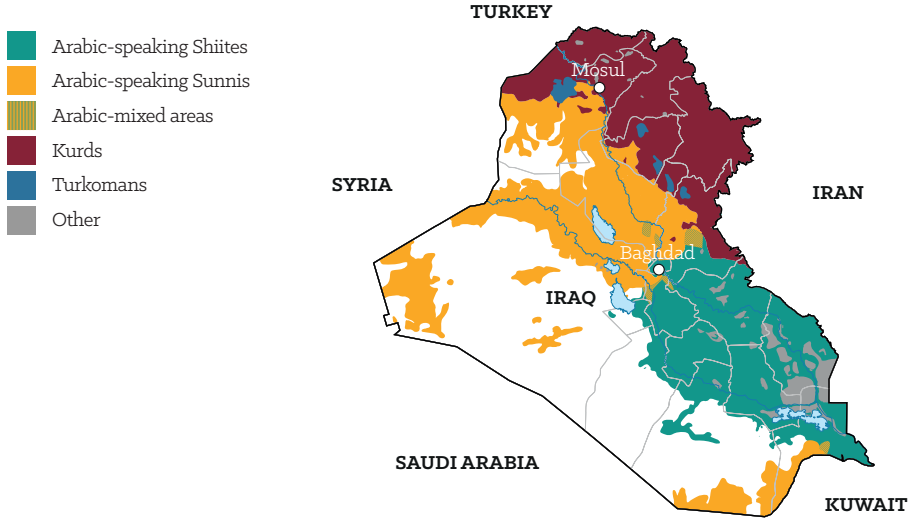 TURKEY
Arabic-speaking Shiites
Arabic-speaking Sunnis
Arabic-mixed areas
Kurds
Turkomans
Other
Mosul
SYRIA
IRAN
Baghdad
IRAQ
SAUDI ARABIA
KUWAIT